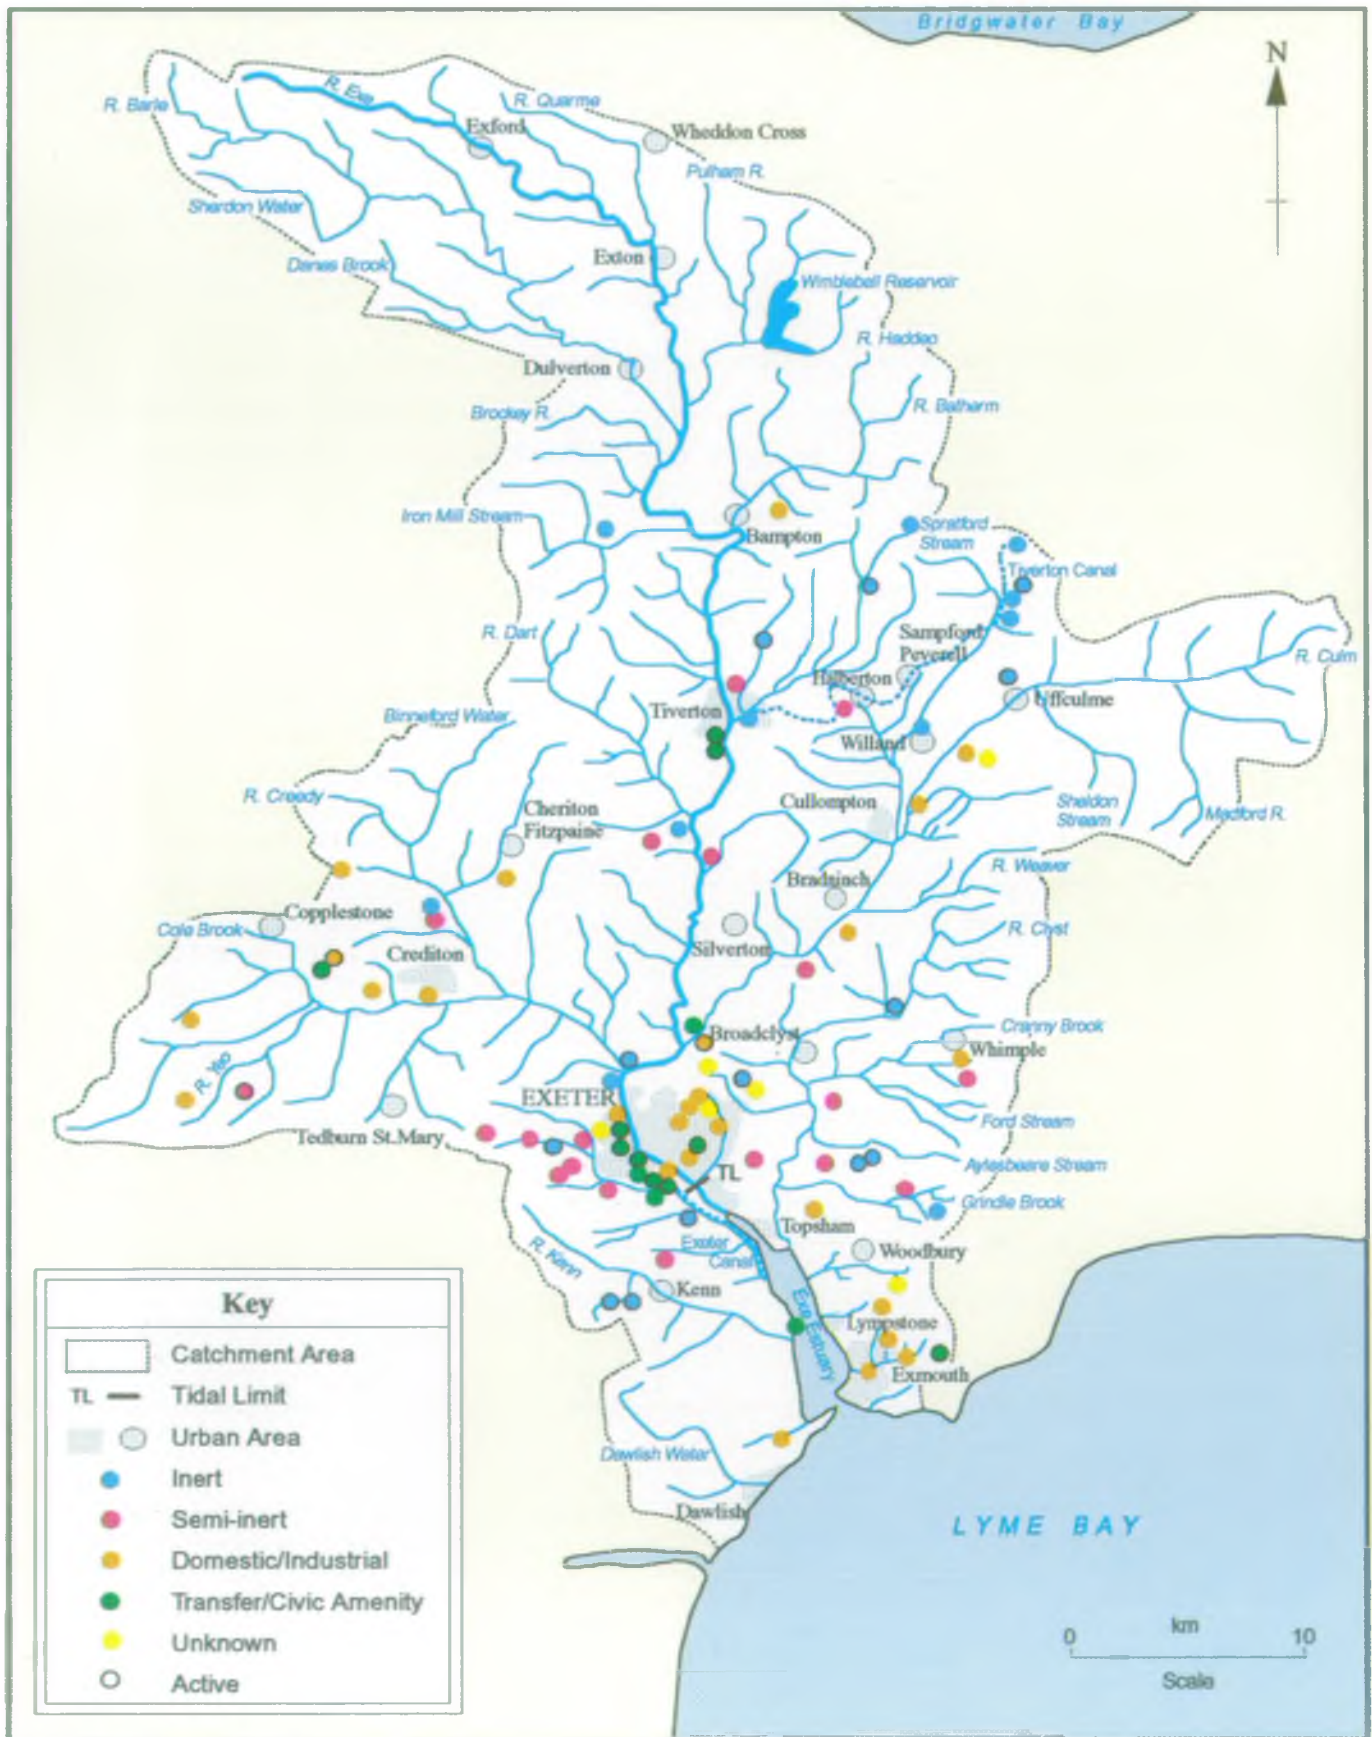 Bridgwater Bay
N
R. Barle
R. Exe
R. Quarme
Exford
Wheddon Cross
Pulham R.
Sherdon Water
Danes Brook
Exton
Wimbleball Reservoir
R. Haddeo
Dulverton
Brockey R.
R. Batherm
Iron Mill Stream
Bampton
Spratford
Stream
Tiverton Canal
R. Dart
Sampford
Peverell
R. Culm
Halberton
Uffculme
Binneford Water
Tiverton
Willand
R. Creedy
Cheriton
Fitzpaine
Cullompton
Sheldon
Stream
Madford R.
Bradninch
R. Weaver
Copplestone
Cole Brook
Crediton
Silverton
R. Clyst
Cranny Brook
Broadclyst
Whimple
R. Yeo
EXETER
Ford Stream
Tedburn St.Mary
Aylesbeare Stream
TL
Grindle Brook
Topsham
Exeter
Canal
Woodbury
R. Kenn
Kenn
Exe Estuary
Lympstone
Exmouth
Dawlish Water
Dawlish
LYME BAY
Key
Catchment Area
TL Tidal Limit
Urban Area
Inert
Semi-inert
Domestic/Industrial
Transfer/Civic Amenity
Unknown
Active
km
0 10
Scale